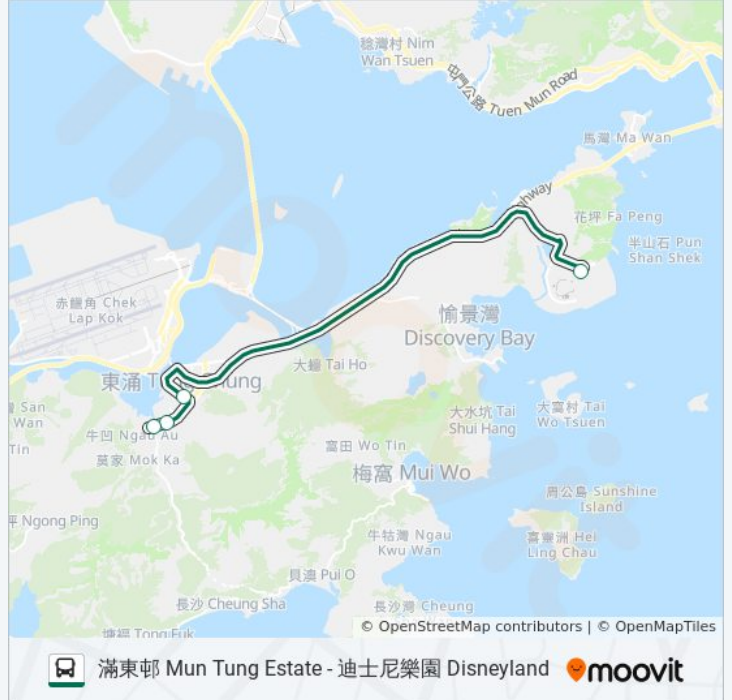 稔灣村 Nim
Wan Tsuen
屯門公路 Tuen Mun Road
馬灣 Ma Wan
花坪 Fa Peng
半山石 Pun
Shan Shek
赤鱲角 Chek
Lap Kok
愉景灣
Discovery Bay
大蠔 Tai Ho
東涌
San
Wan
Tin
牛凹 Ngau Au
莫家 Mok Ka
大水坑 Tai
Shui Hang
大窩村 Tai
Wo Tsuen
窩田 Wo Tin
梅窩 Mui Wo
周公島 Sunshine
Island
Ngong Ping
牛牯灣 Ngau
Kwu Wan
喜靈洲 Hei
Ling Chau
貝澳 Pui O
長沙 Cheung Sha
長沙灣 Cheung
塘福 Tong Fuk
© OpenStreetMap contributors | © OpenMapTiles
滿東邨 Mun Tung Estate - 迪士尼樂園 Disneyland
moovit